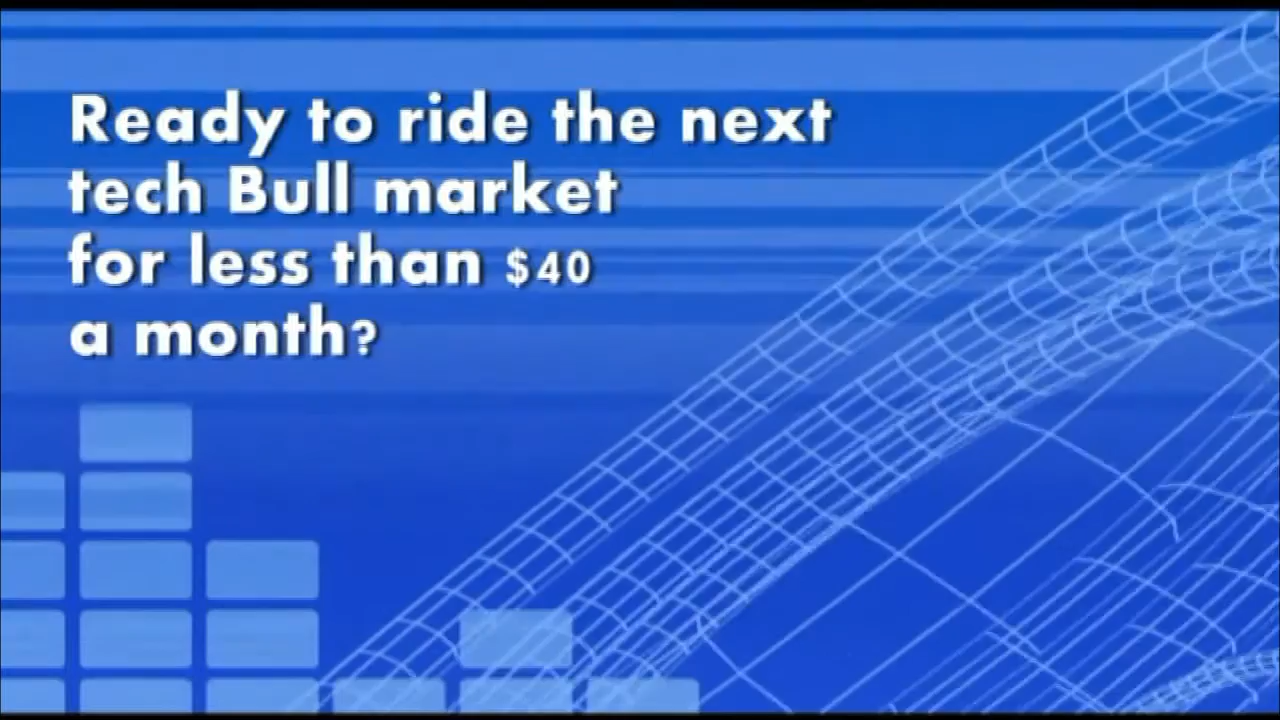 Ready to ride the next
tech Bull market
for less than $40
a month?